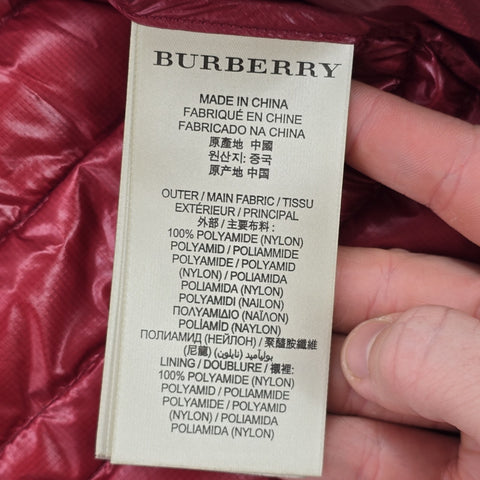 BURBERRY
MADE IN CHINA
FABRIQUÉ EN CHINE
FABRICADO NA CHINA
原產地 中國
원산지: 중국
原产地 中国
OUTER / MAIN FABRIC / TISSU
EXTÉRIEUR / PRINCIPAL
外部 / 主要布料:
100% POLYAMIDE (NYLON)
POLYAMID / POLIAMMIDE
POLYAMIDE / POLYAMID
(NYLON) / POLIAMIDA
POLIAMIDA (NYLON)
POLYAMIDI (NAILON)
ΠΟΛΥΑΜΙΔΙΟ (ΝΑΪΛΟΝ)
POLÍAMÍÐ (NAYLON)
ПОЛИАМИД (НЕЙЛОН) / 聚醯胺纖維
(尼龍) بولياميد (نايلون)
LINING / DOUBLURE / 襯裡:
100% POLYAMIDE (NYLON)
POLYAMID / POLIAMMIDE
POLYAMIDE / POLYAMID
(NYLON) / POLIAMIDA
POLIAMIDA (NYLON)